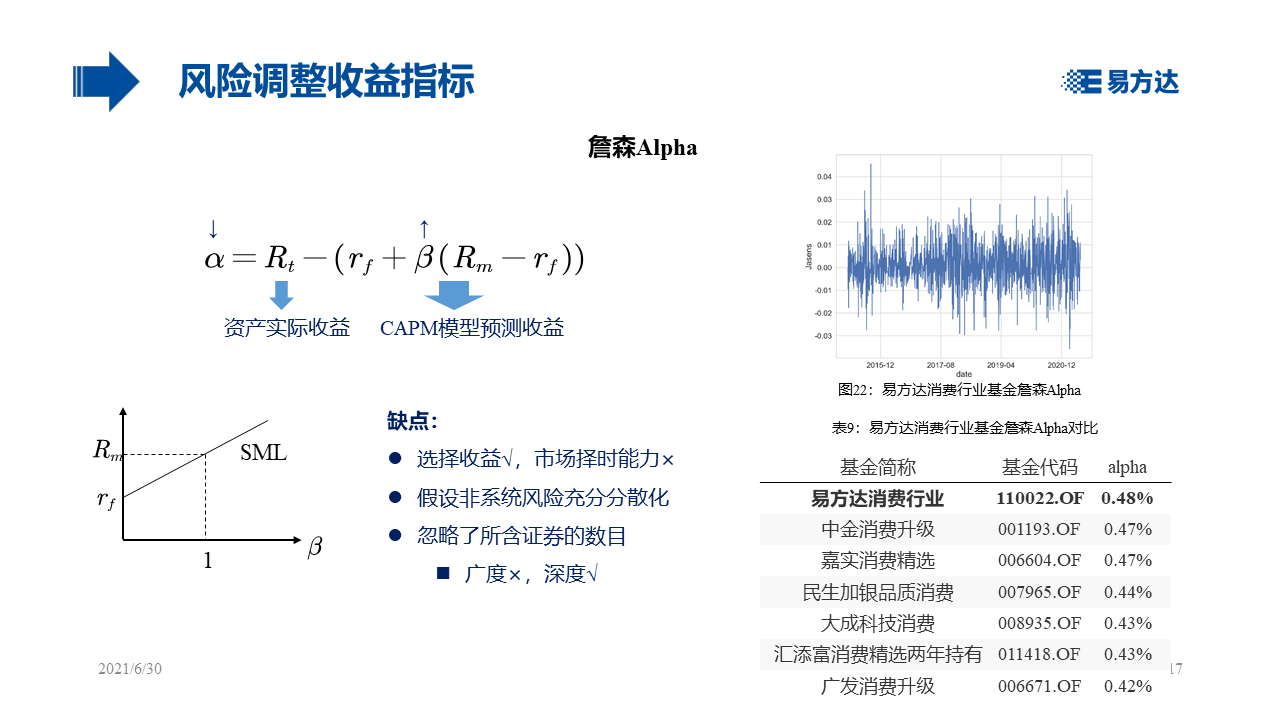 风险调整收益指标
易方达
詹森Alpha
↓ ↑
α = R_t − (r_f + β(R_m − r_f))
资产实际收益 CAPM模型预测收益
R_m
SML
r_f
β
1
缺点：
● 选择收益√，市场择时能力×
● 假设非系统风险充分分散化
● 忽略了所含证券的数目
■ 广度×，深度√
0.04
0.03
0.02
0.01
0.00
-0.01
-0.02
-0.03
Jasens
2015-12 2017-08 2019-04 2020-12
date
图22：易方达消费行业基金詹森Alpha
表9：易方达消费行业基金詹森Alpha对比
基金简称 基金代码 alpha
易方达消费行业 110022.OF 0.48%
中金消费升级 001193.OF 0.47%
嘉实消费精选 006604.OF 0.47%
民生加银品质消费 007965.OF 0.44%
大成科技消费 008935.OF 0.43%
汇添富消费精选两年持有 011418.OF 0.43%
广发消费升级 006671.OF 0.42%
2021/6/30
17